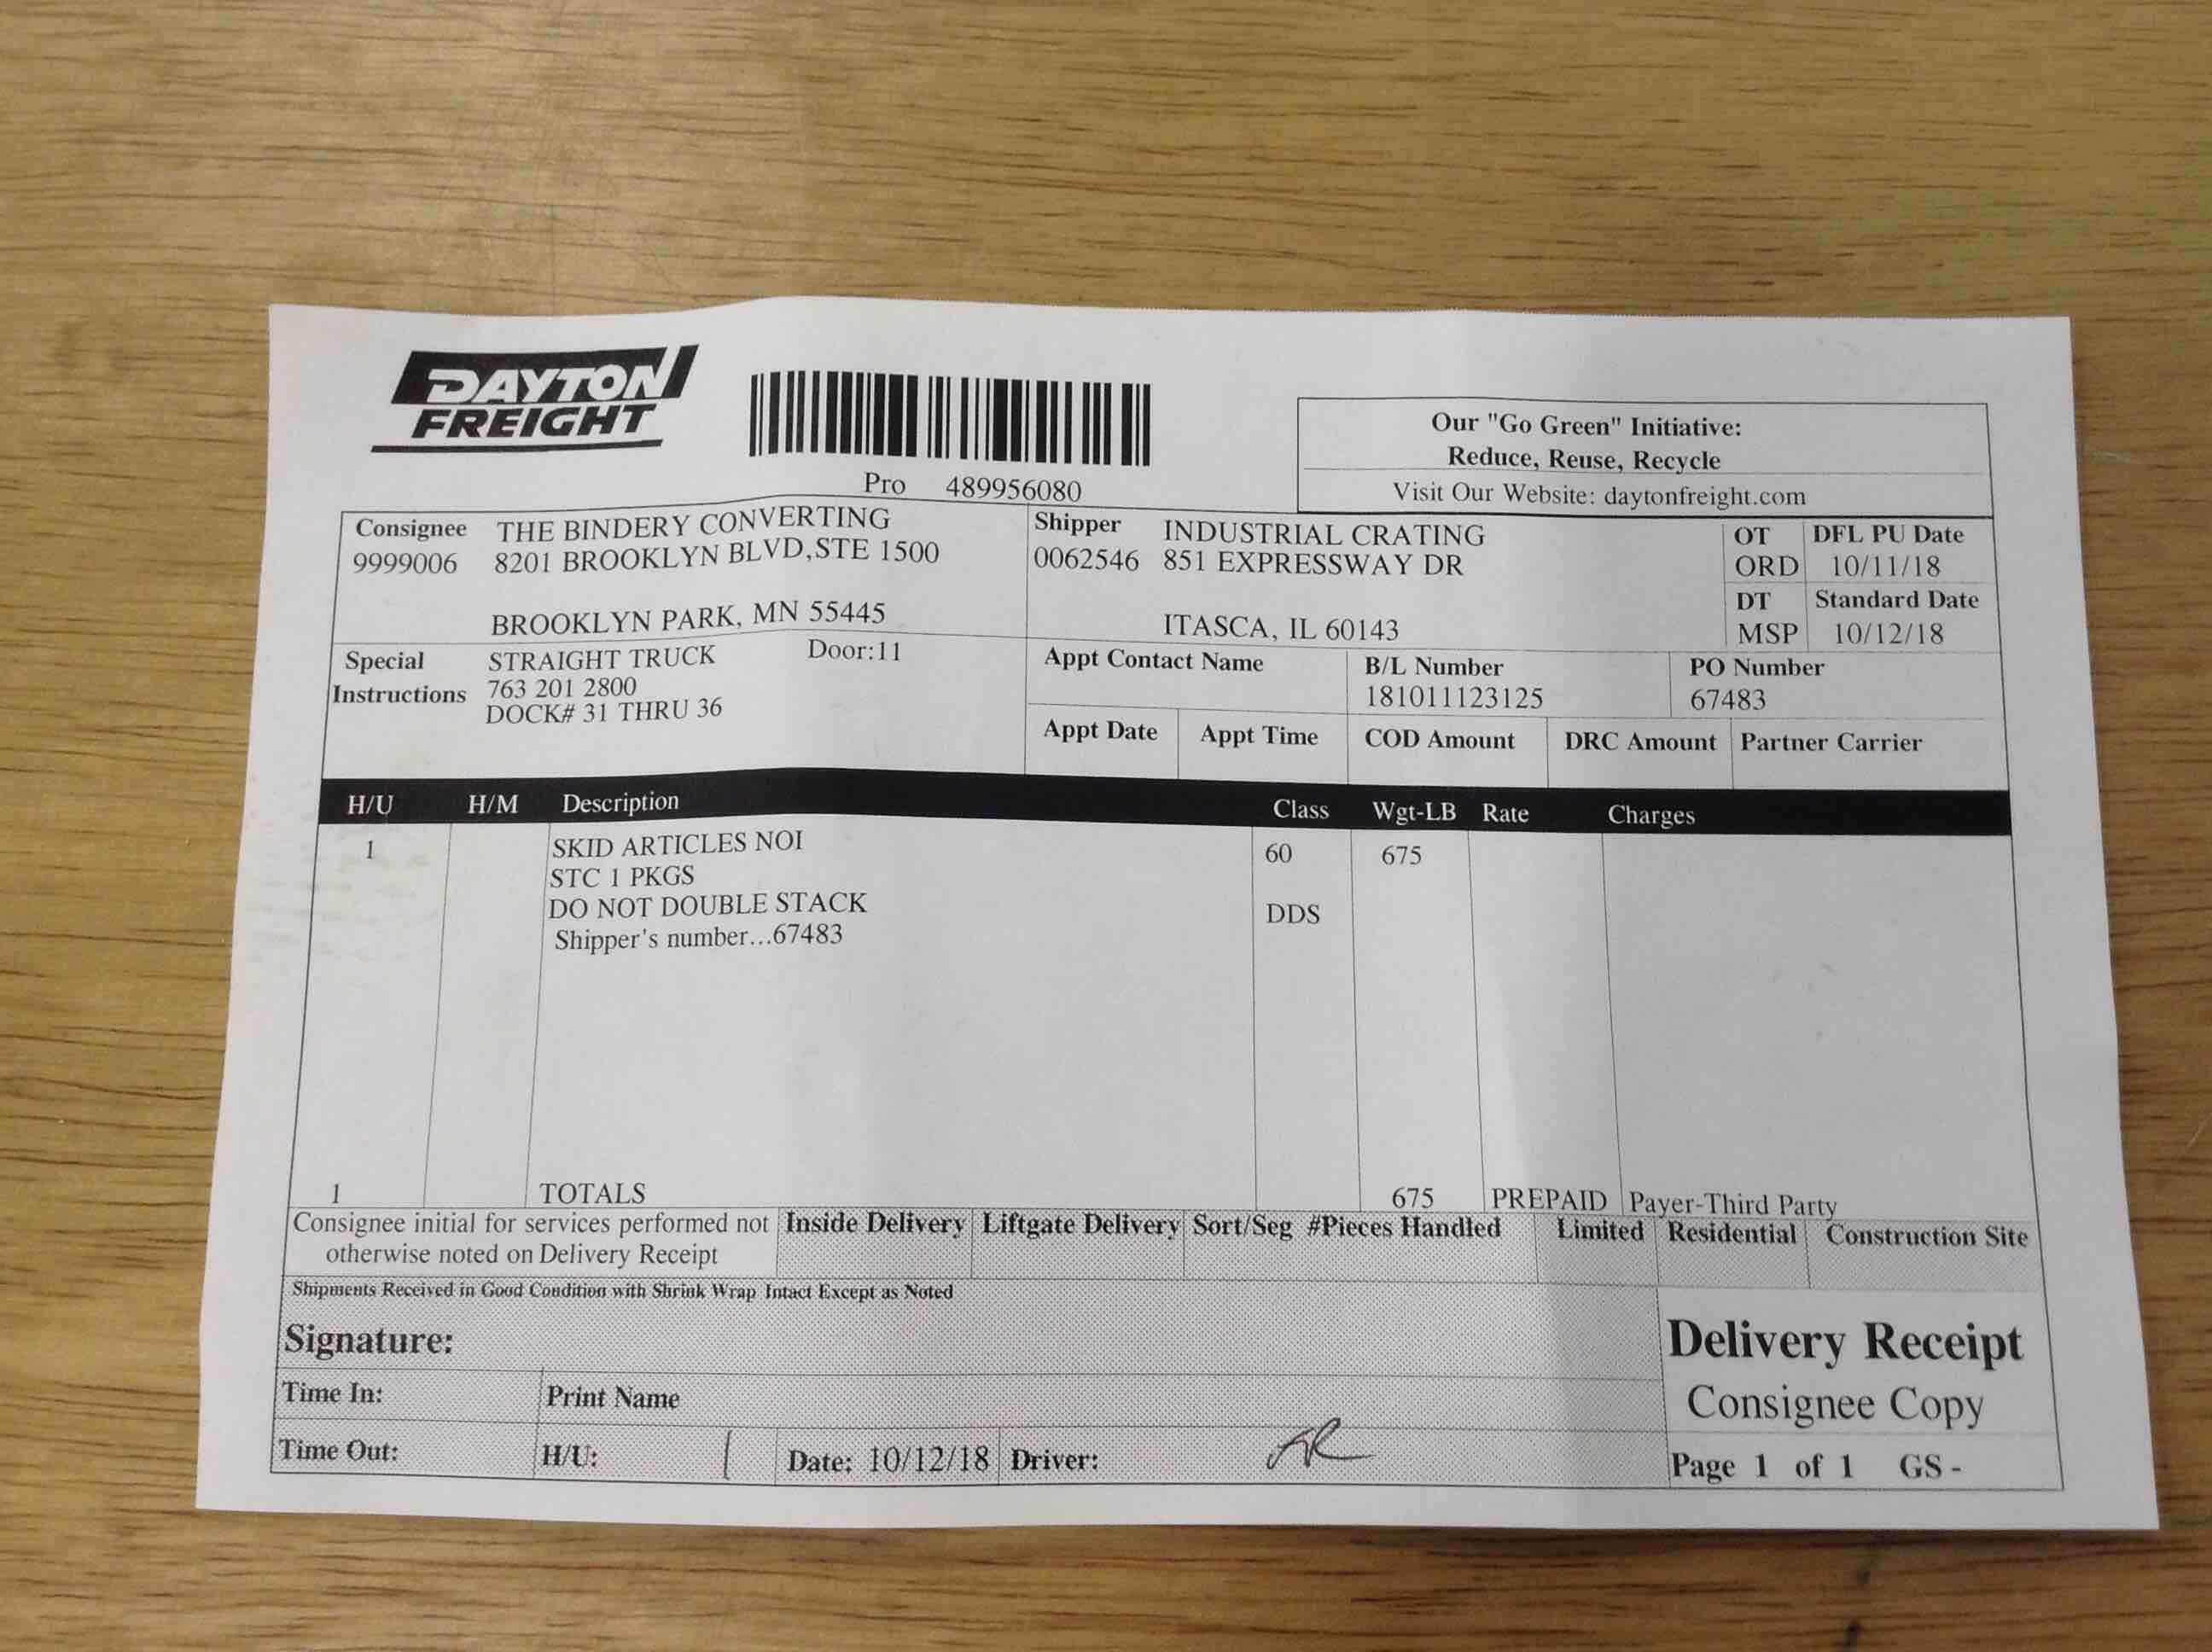 DAYTON
FREIGHT
Pro 489956080
Our "Go Green" Initiative:
Reduce, Reuse, Recycle
Visit Our Website: daytonfreight.com
Consignee THE BINDERY CONVERTING
9999006 8201 BROOKLYN BLVD,STE 1500
BROOKLYN PARK, MN 55445
Shipper INDUSTRIAL CRATING
0062546 851 EXPRESSWAY DR
ITASCA, IL 60143
OT DFL PU Date
ORD 10/11/18
DT Standard Date
MSP 10/12/18
Special STRAIGHT TRUCK Door:11
Instructions 763 201 2800
DOCK# 31 THRU 36
Appt Contact Name B/L Number PO Number
181011123125 67483
Appt Date Appt Time COD Amount DRC Amount Partner Carrier
H/U H/M Description Class Wgt-LB Rate Charges
1 SKID ARTICLES NOI 60 675
STC 1 PKGS
DO NOT DOUBLE STACK DDS
Shipper's number...67483
1 TOTALS 675 PREPAID Payer-Third Party
Consignee initial for services performed not
otherwise noted on Delivery Receipt
Inside Delivery Liftgate Delivery Sort/Seg #Pieces Handled Limited Residential Construction Site
Shipments Received in Good Condition with Shrink Wrap Intact Except as Noted
Signature:
Time In: Print Name
Time Out: H/U: 1 Date: 10/12/18 Driver:
Delivery Receipt
Consignee Copy
Page 1 of 1 GS -